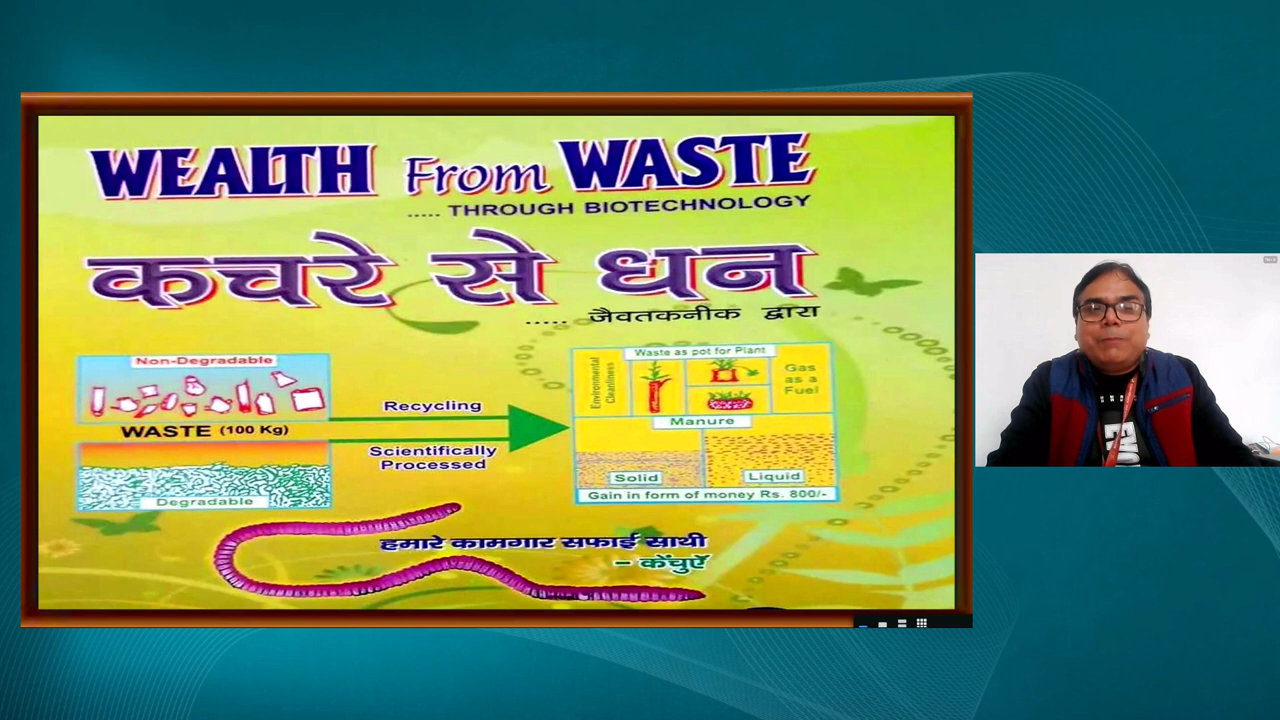 WEALTH From WASTE
..... THROUGH BIOTECHNOLOGY
कचरे से धन
..... जैवतकनीक द्वारा
Non-Degradable
WASTE (100 Kg)
Degradable
Recycling
Scientifically
Processed
Environmental
Cleanliness
Waste as pot for Plant
Gas
as a
Fuel
Manure
Solid
Liquid
Gain in form of money Rs. 800/-
हमारे कामगार सफाई साथी
- केंचुएँ